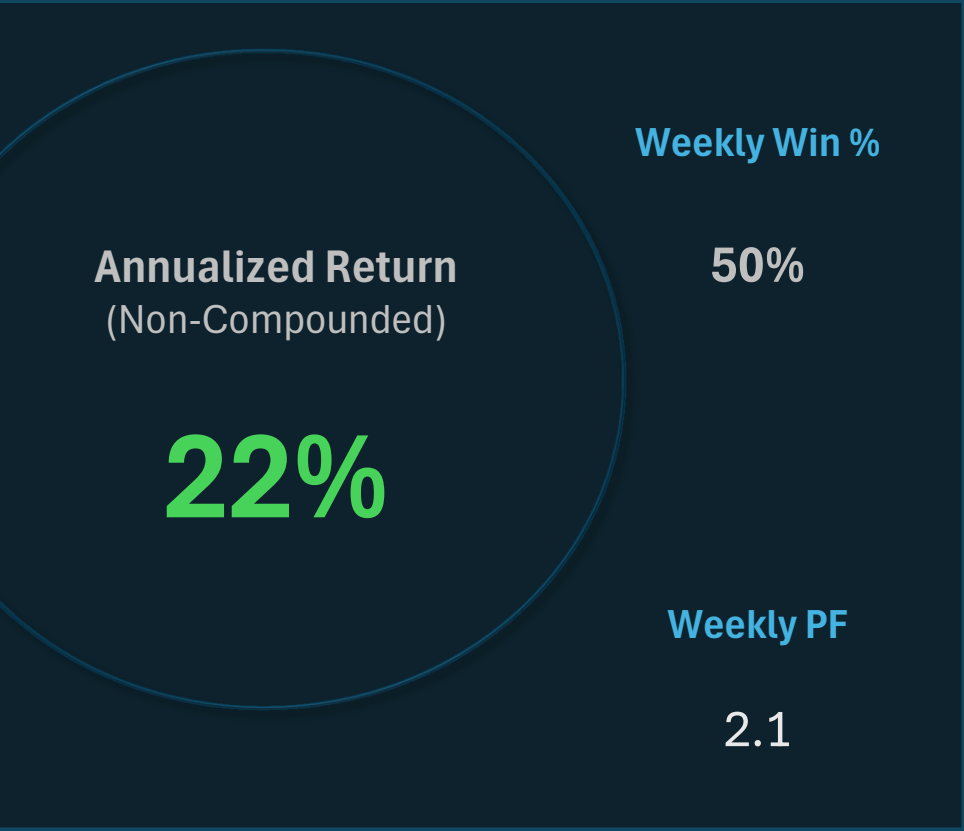 Annualized Return
(Non-Compounded)
22%
Weekly Win %
50%
Weekly PF
2.1